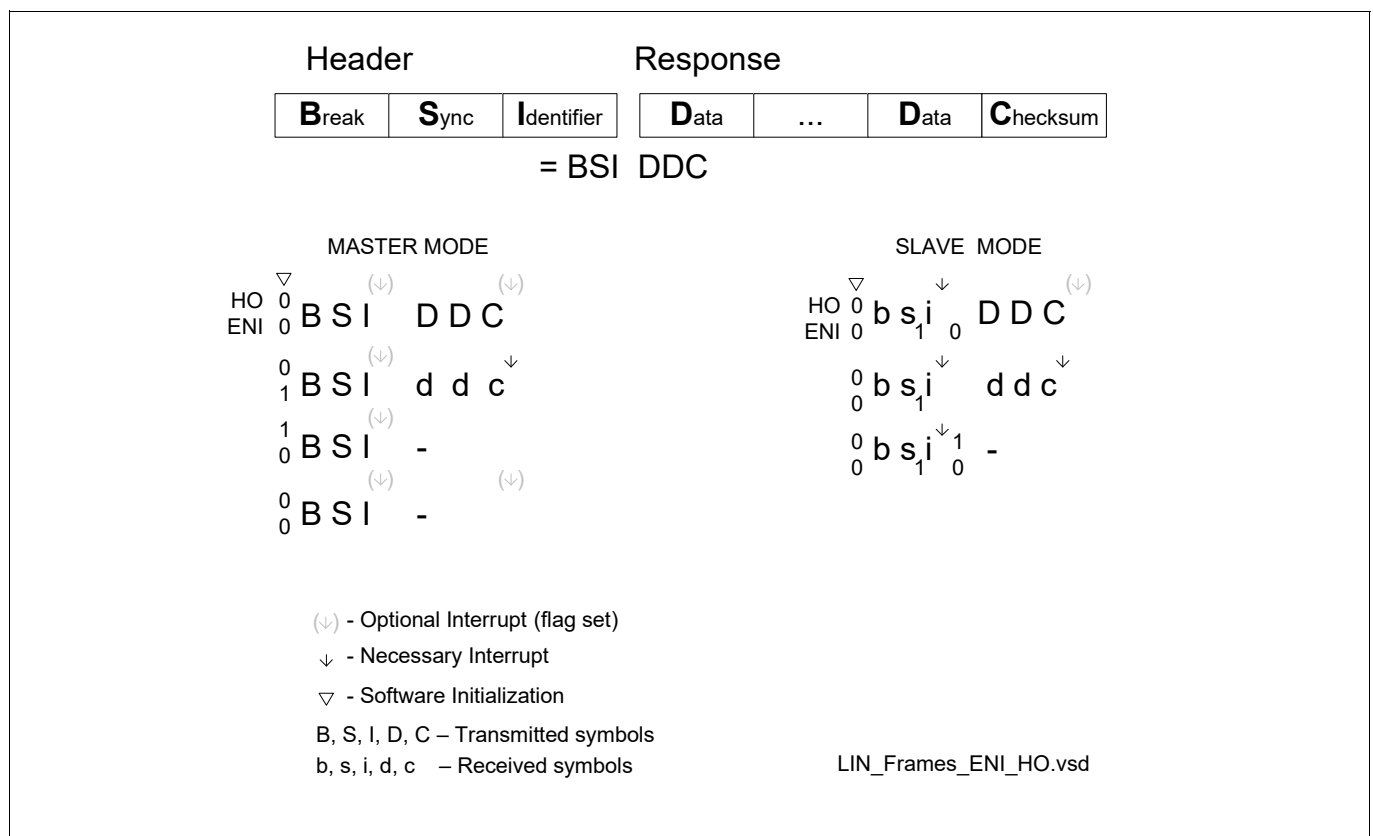 Header Response
Break Sync Identifier Data … Data Checksum
= BSI DDC
MASTER MODE
▽ (↓) (↓)
HO 0
ENI 0 B S I D D C
(↓) ↓
0
1 B S I d d c
(↓)
1
0 B S I -
(↓) (↓)
0
0 B S I -
SLAVE MODE
▽ ↓ (↓)
HO 0
ENI 0 b s 1 i 0 D D C
↓ ↓
0
0 b s 1 i d d c
↓
0 1
0 b s 1 i 0 -
(↓) - Optional Interrupt (flag set)
↓ - Necessary Interrupt
▽ - Software Initialization
B, S, I, D, C – Transmitted symbols
b, s, i, d, c – Received symbols
LIN_Frames_ENI_HO.vsd